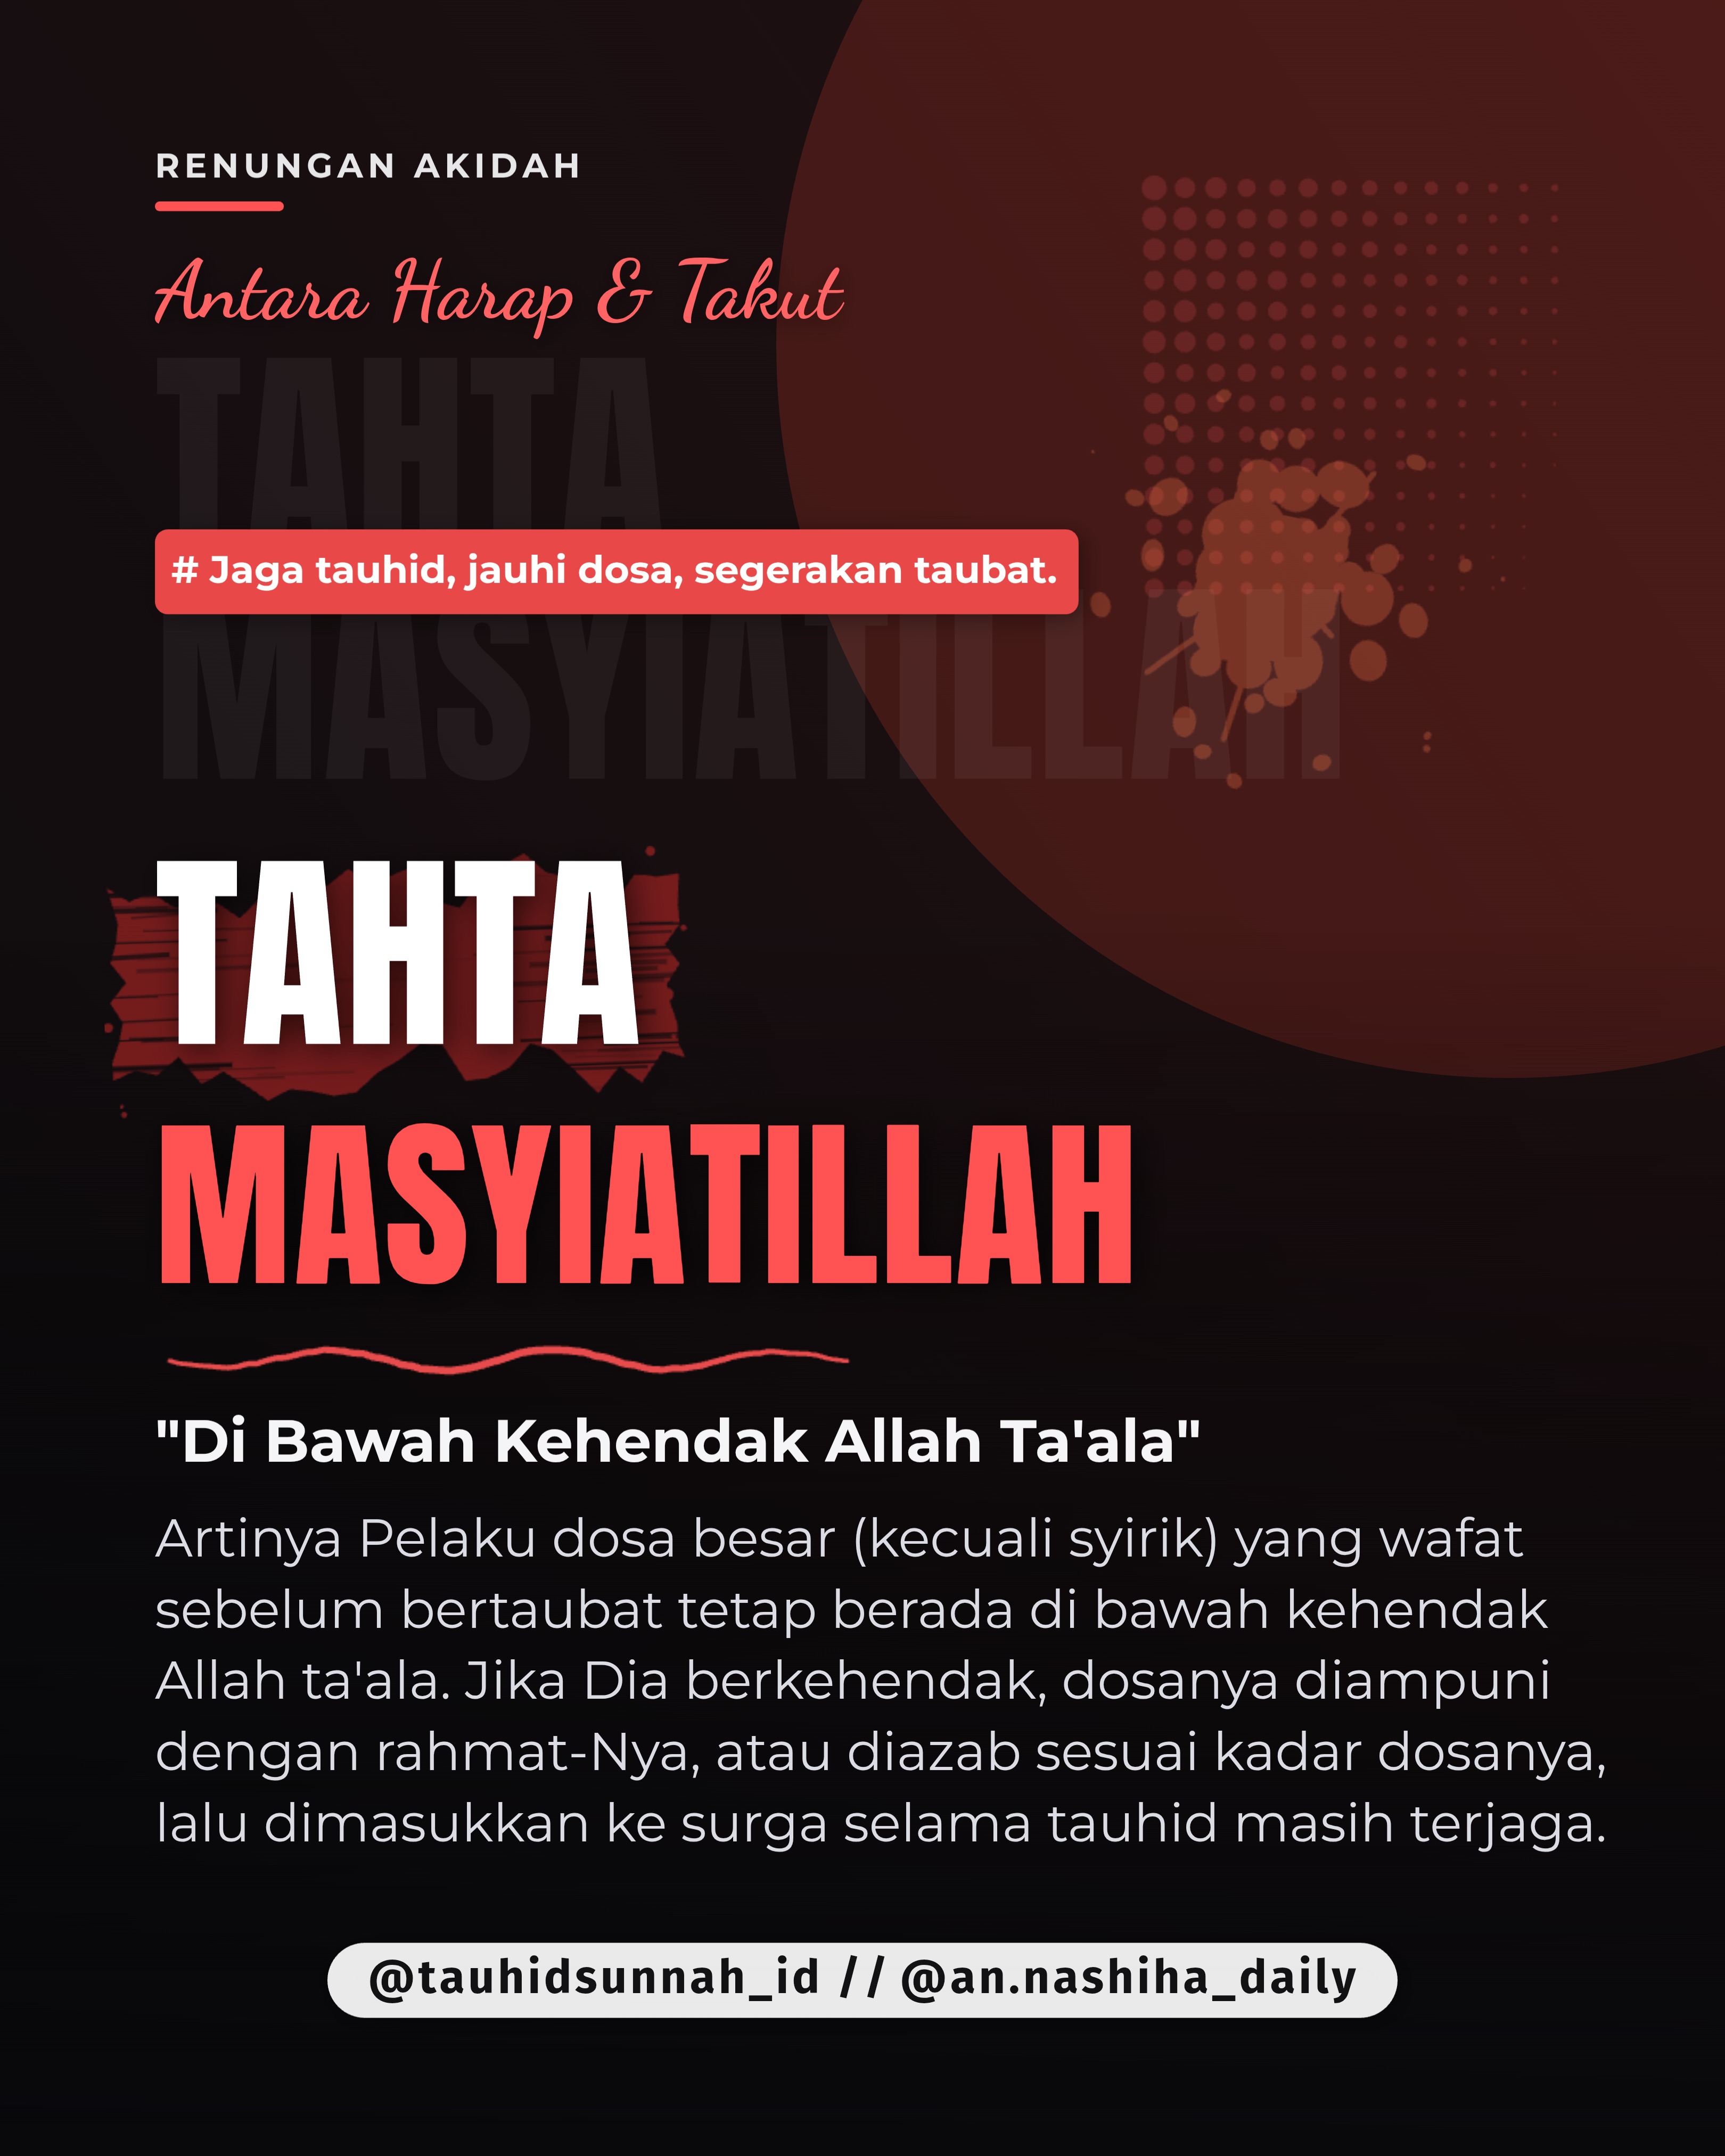 RENUNGAN AKIDAH
Antara Harap & Takut
TAHTA
# Jaga tauhid, jauhi dosa, segerakan taubat.
MASYIATILLAH
TAHTA
MASYIATILLAH
"Di Bawah Kehendak Allah Ta'ala"
Artinya Pelaku dosa besar (kecuali syirik) yang wafat
sebelum bertaubat tetap berada di bawah kehendak
Allah ta'ala. Jika Dia berkehendak, dosanya diampuni
dengan rahmat-Nya, atau diazab sesuai kadar dosanya,
lalu dimasukkan ke surga selama tauhid masih terjaga.
@tauhidsunnah_id // @an.nashiha_daily